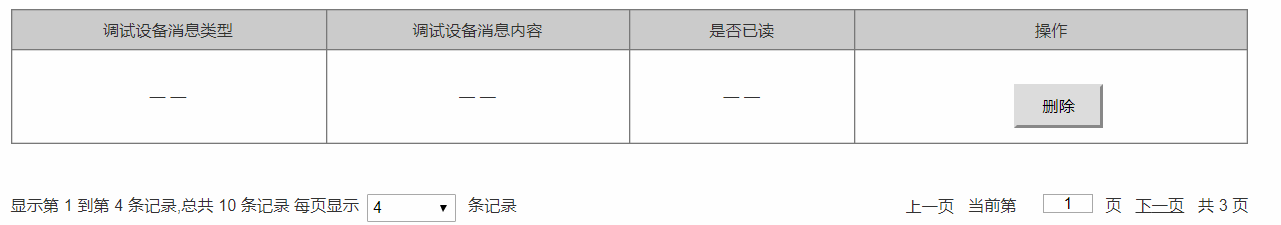 调试设备消息类型 调试设备消息内容 是否已读 操作
— — — — — — 删除
显示第 1 到第 4 条记录,总共 10 条记录 每页显示 4 条记录 上一页 当前第 1 页 下一页 共 3 页